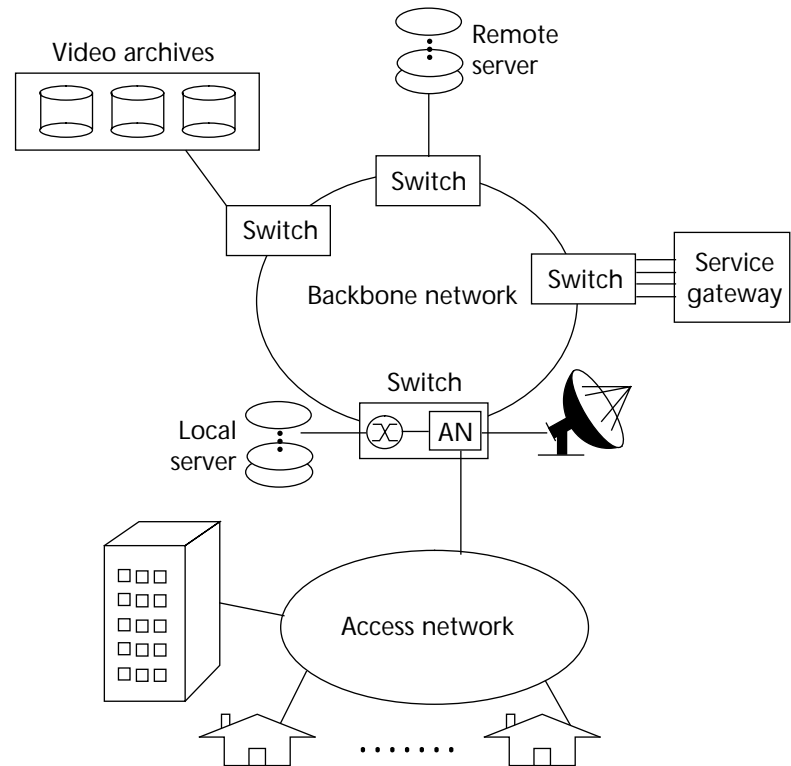 Remote
server
Video archives
Switch
Switch
Switch
Service
gateway
Backbone network
Switch
Local
server
AN
Access network